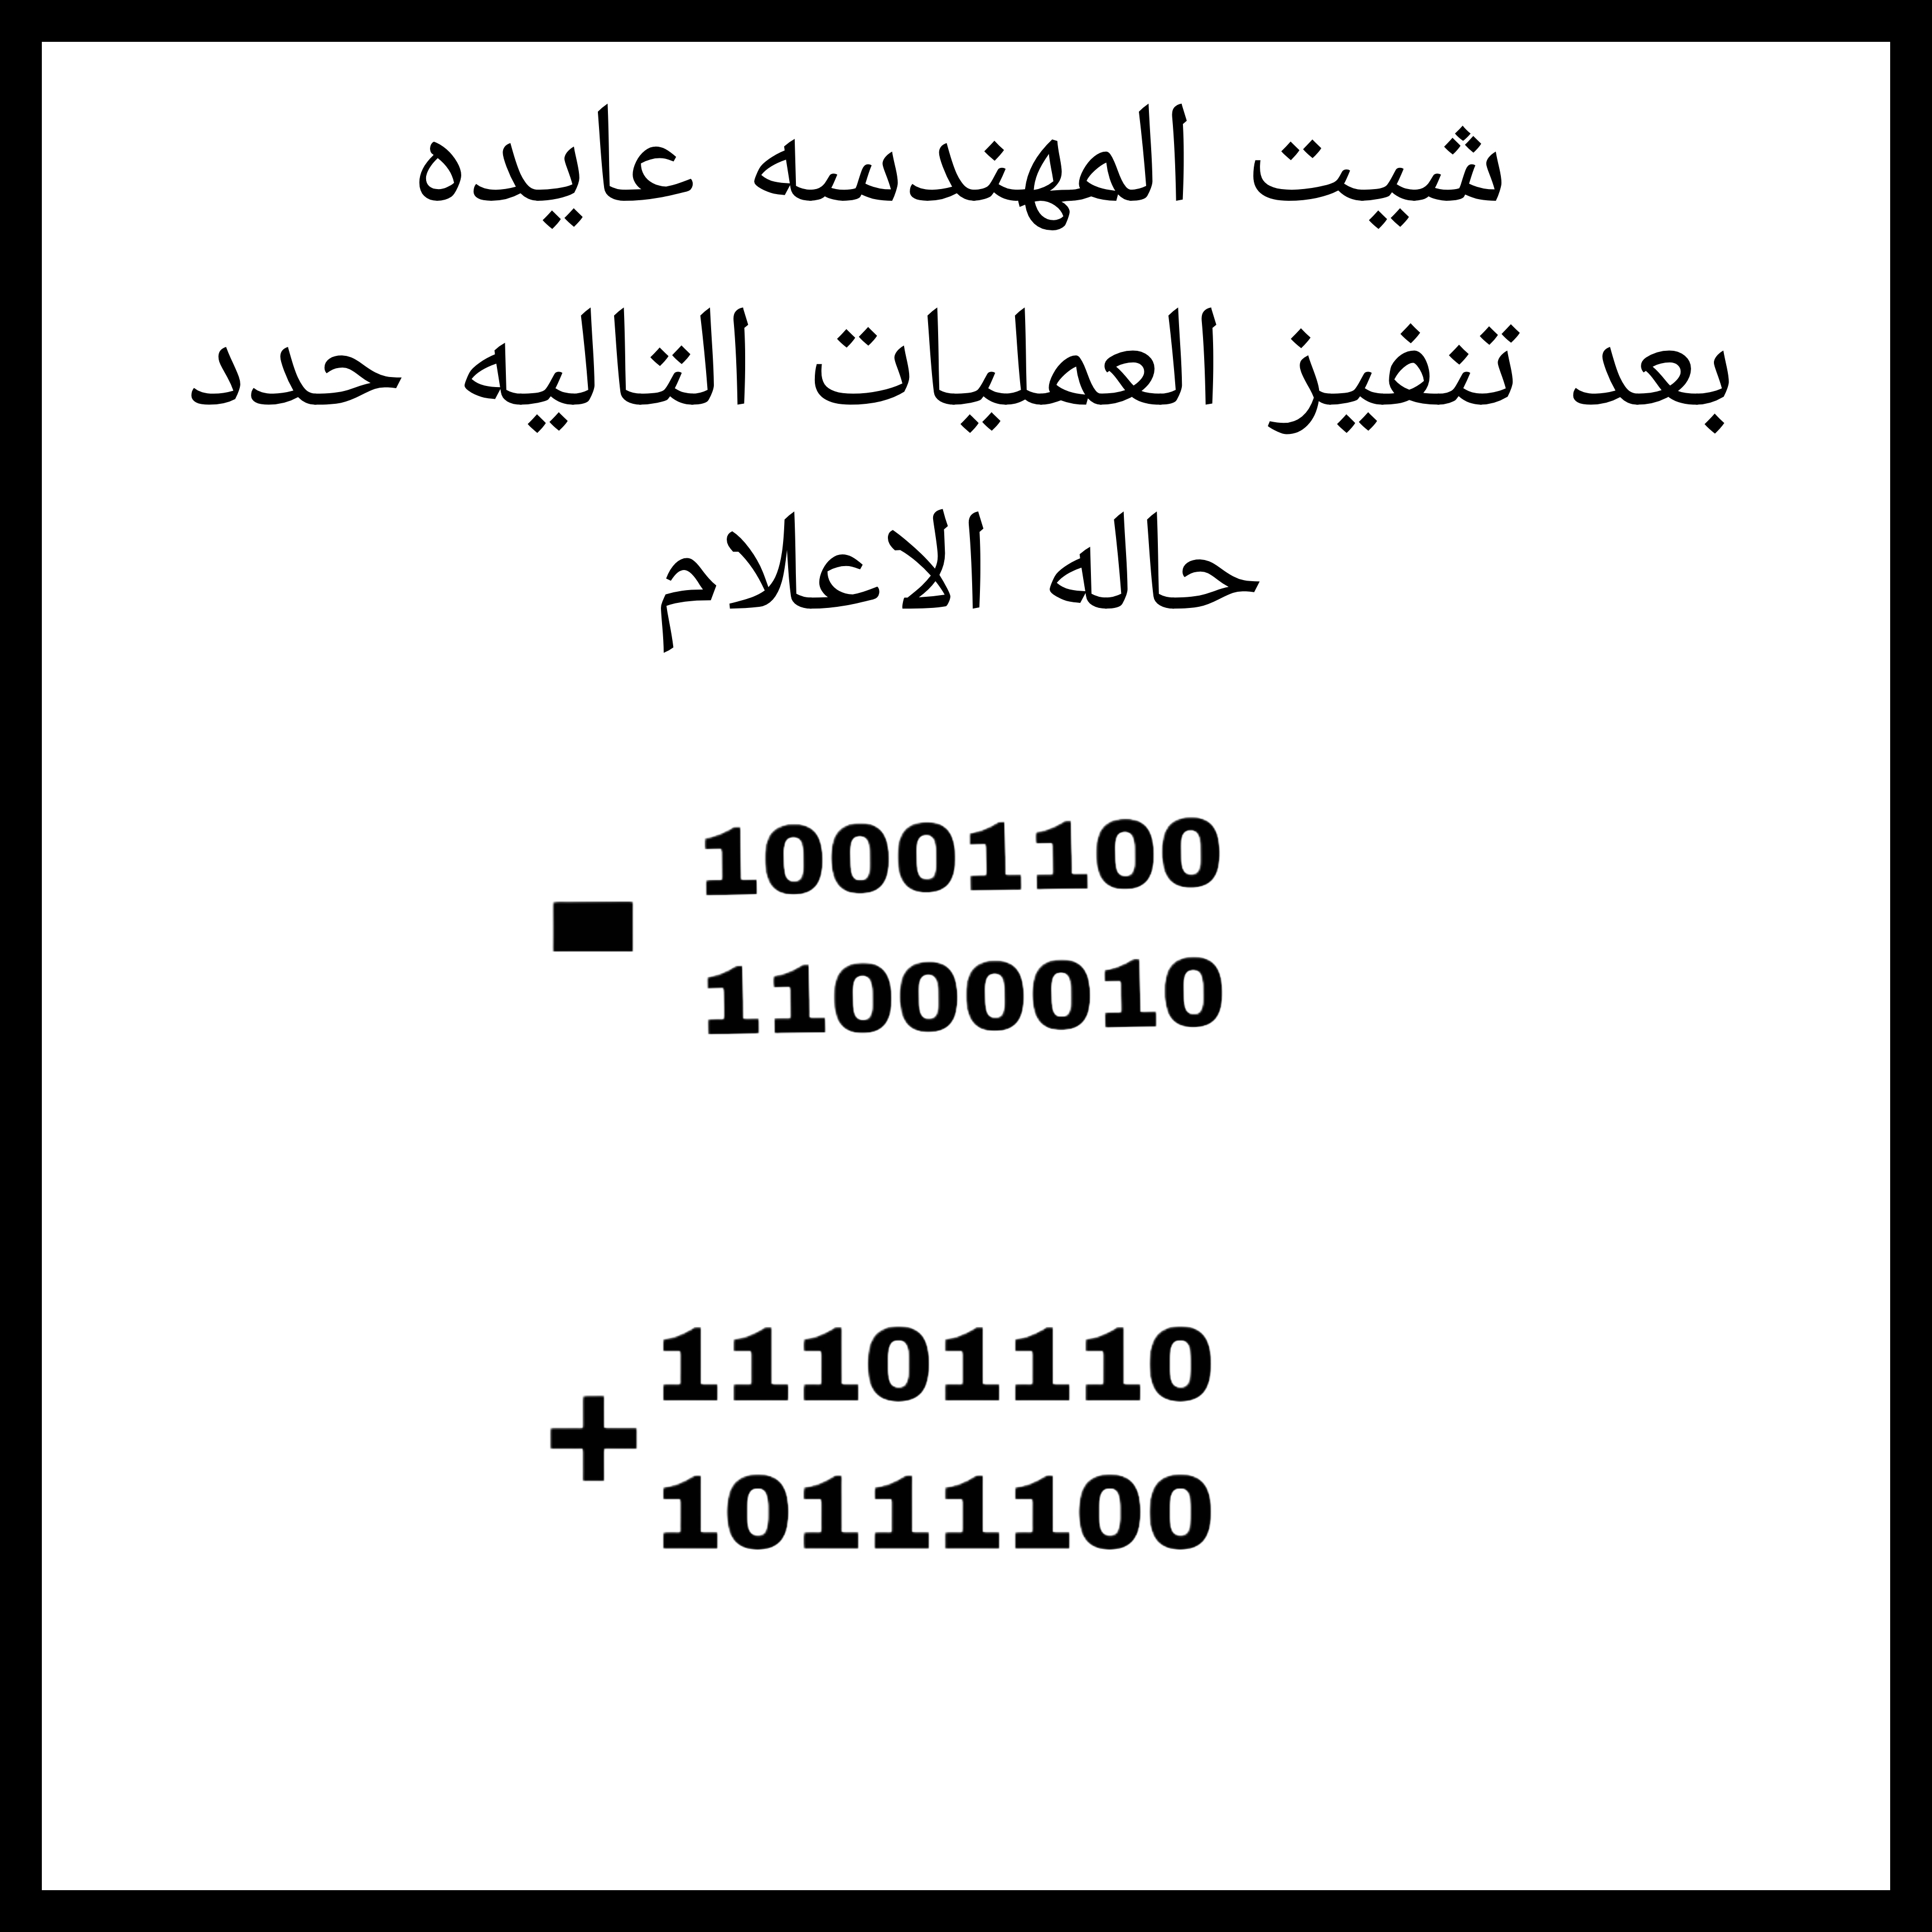 شيت المهندسه عايده
بعد تنفيز العمليات التاليه حدد
حاله الاعلام
10001100
-
11000010
11101110
+
10111100